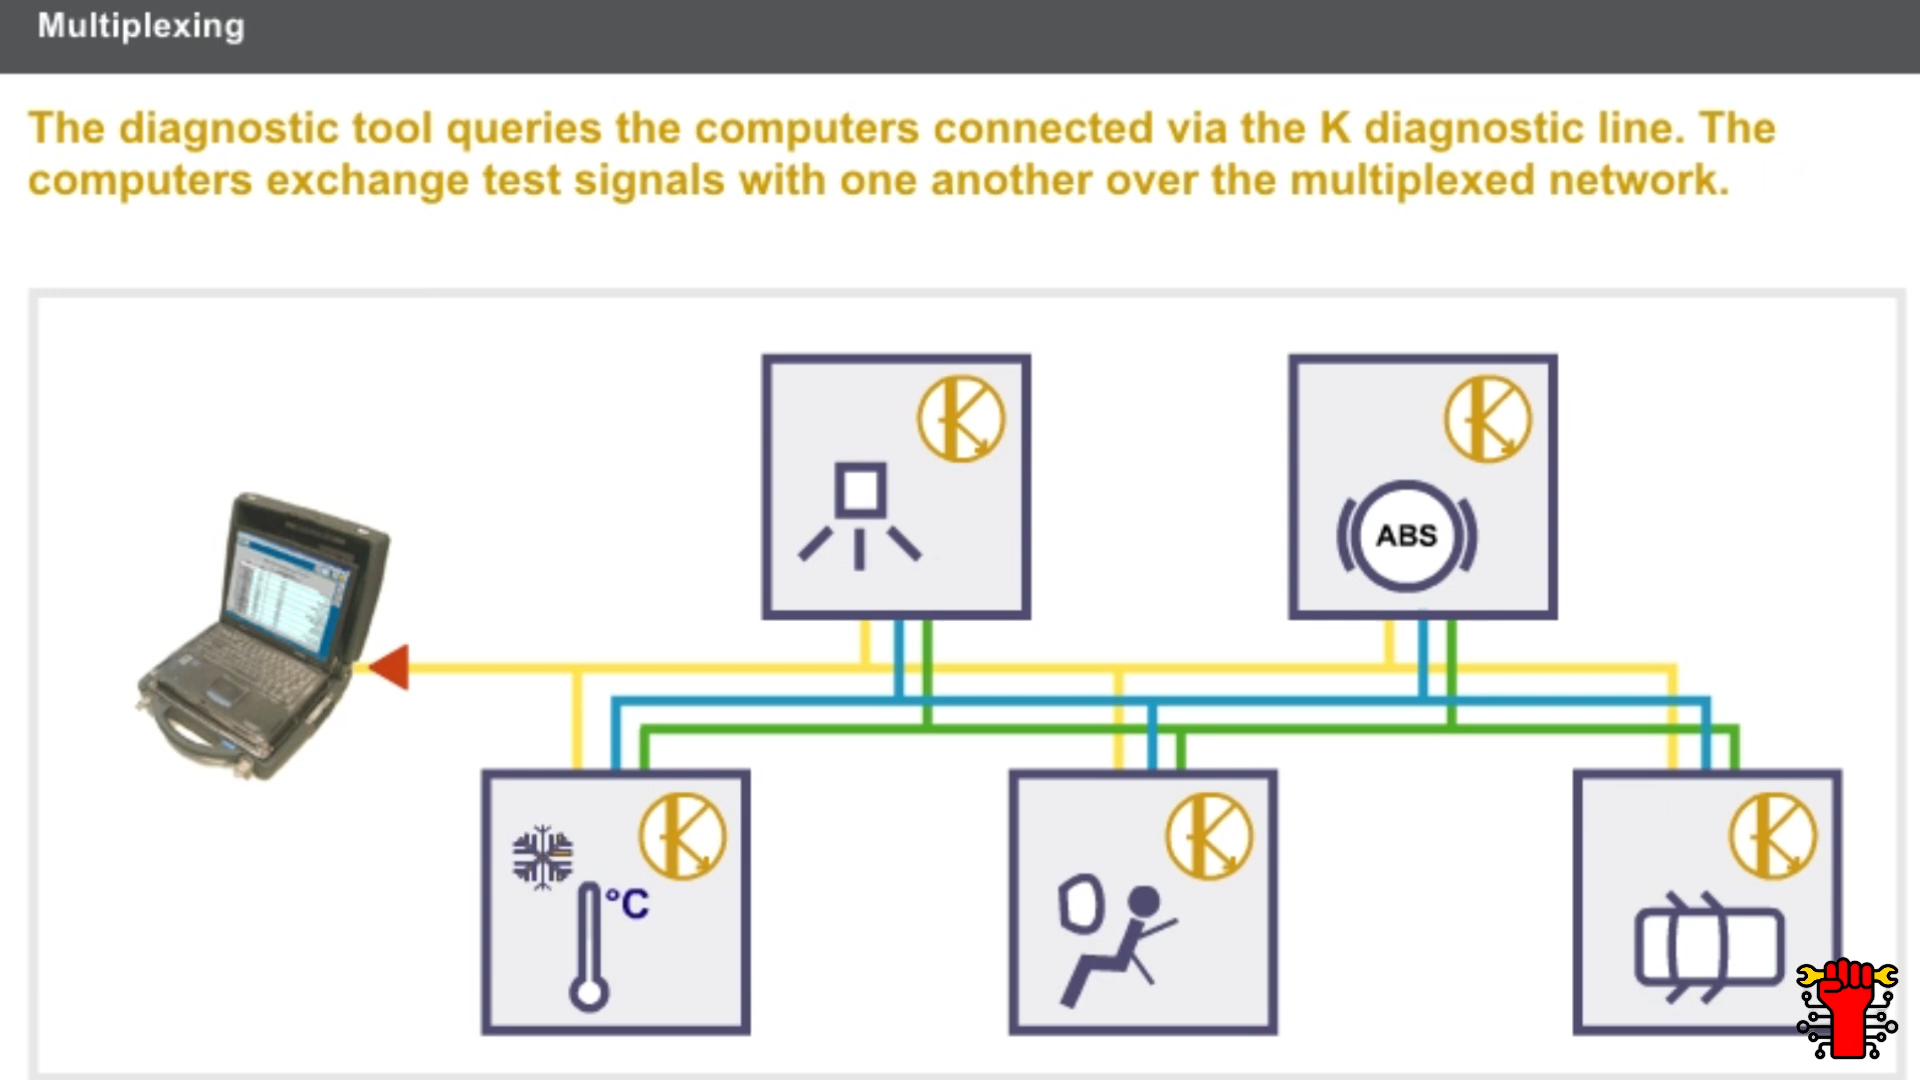 Multiplexing
The diagnostic tool queries the computers connected via the K diagnostic line. The
computers exchange test signals with one another over the multiplexed network.
K
K
ABS
K
K
K
°C